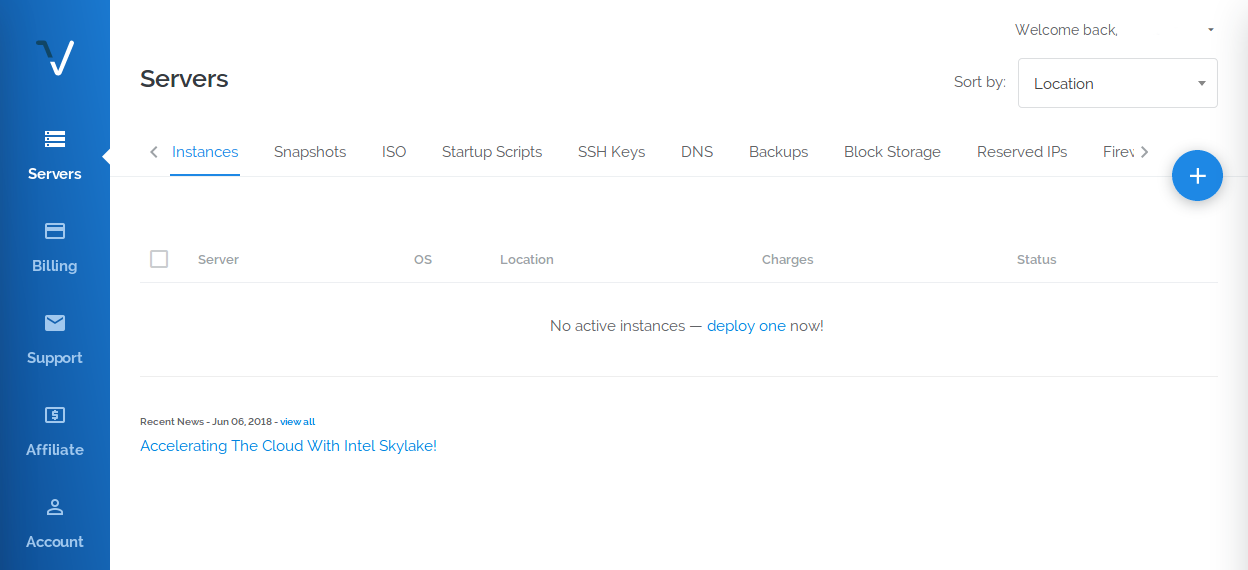 Welcome back,
Servers
Sort by: Location
Instances Snapshots ISO Startup Scripts SSH Keys DNS Backups Block Storage Reserved IPs
Servers
Billing
Support
Affiliate
Account
Server OS Location Charges Status
No active instances — deploy one now!
Recent News - Jun 06, 2018 - view all
Accelerating The Cloud With Intel Skylake!